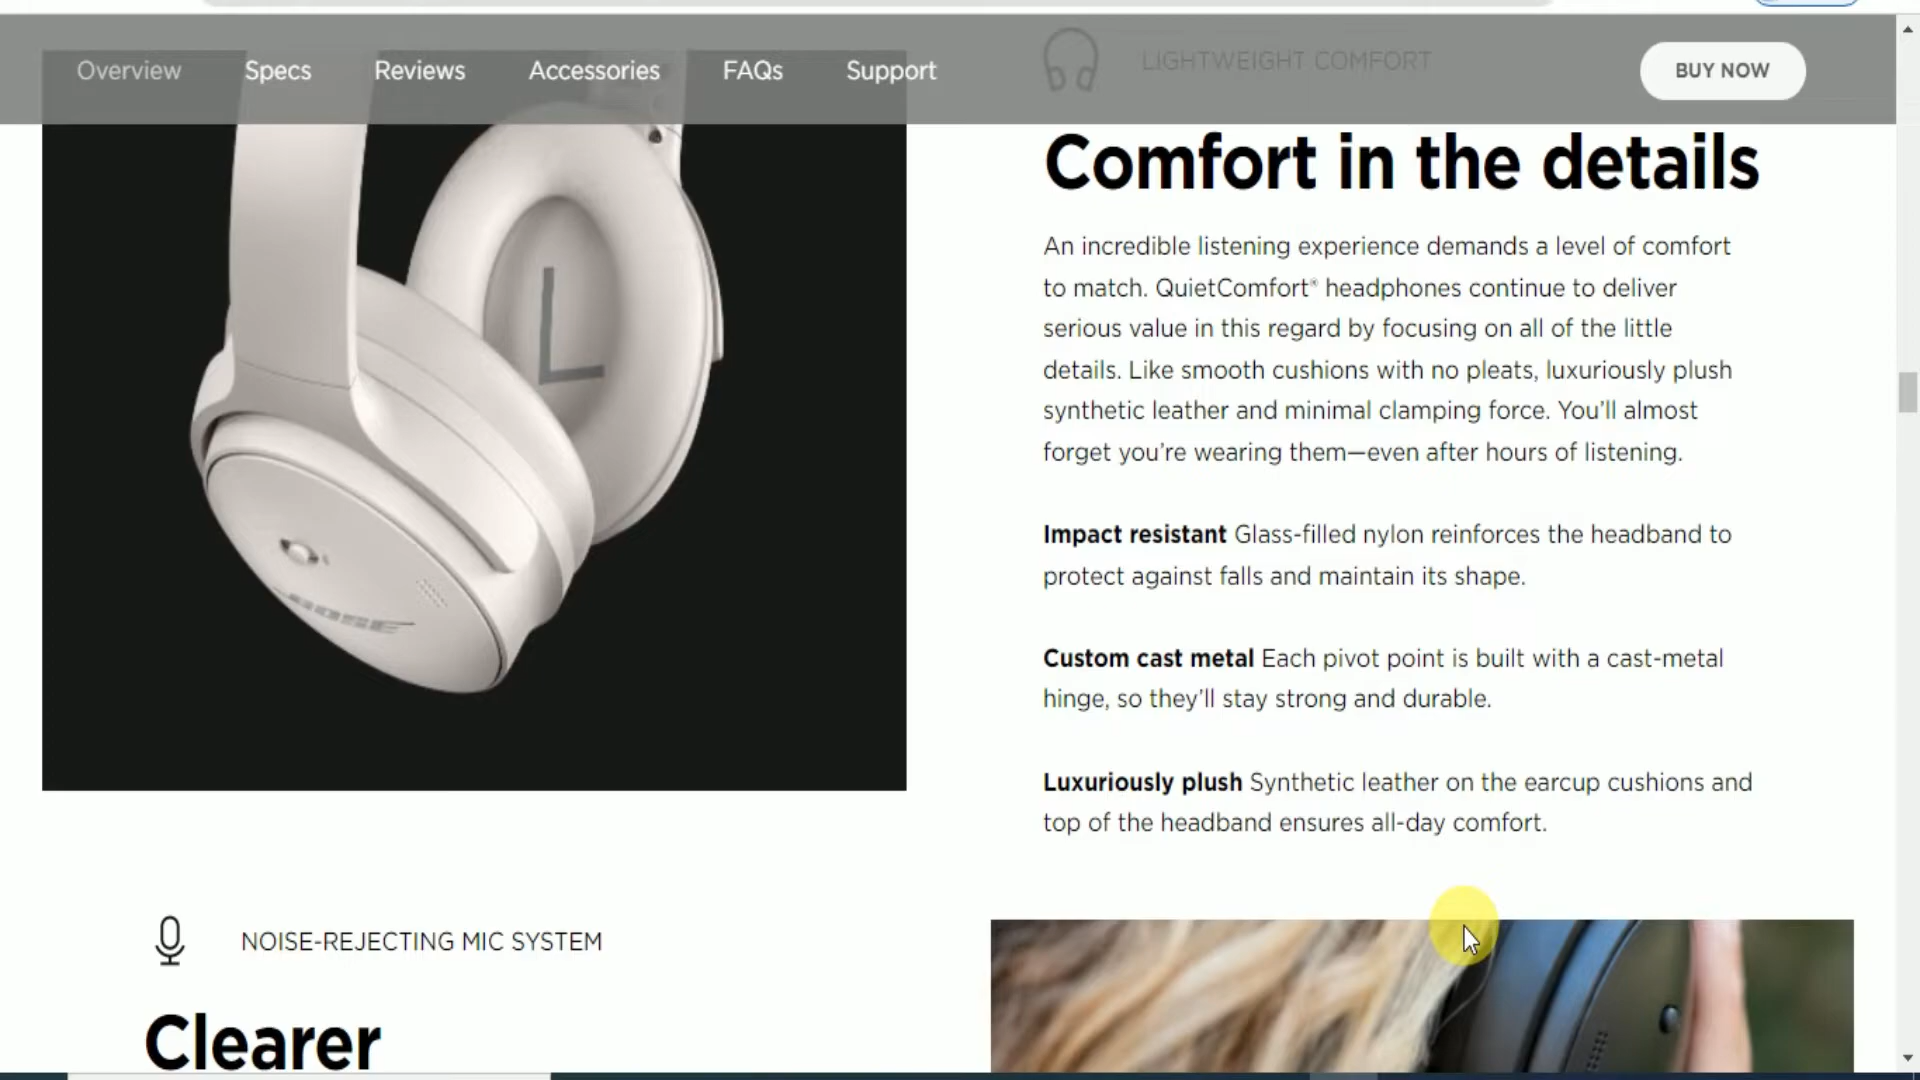 Overview Specs Reviews Accessories FAQs Support
BUY NOW
LIGHTWEIGHT COMFORT
L
BOSE
Comfort in the details
An incredible listening experience demands a level of comfort
to match. QuietComfort® headphones continue to deliver
serious value in this regard by focusing on all of the little
details. Like smooth cushions with no pleats, luxuriously plush
synthetic leather and minimal clamping force. You’ll almost
forget you’re wearing them—even after hours of listening.
Impact resistant Glass-filled nylon reinforces the headband to
protect against falls and maintain its shape.
Custom cast metal Each pivot point is built with a cast-metal
hinge, so they’ll stay strong and durable.
Luxuriously plush Synthetic leather on the earcup cushions and
top of the headband ensures all-day comfort.
NOISE-REJECTING MIC SYSTEM
Clearer